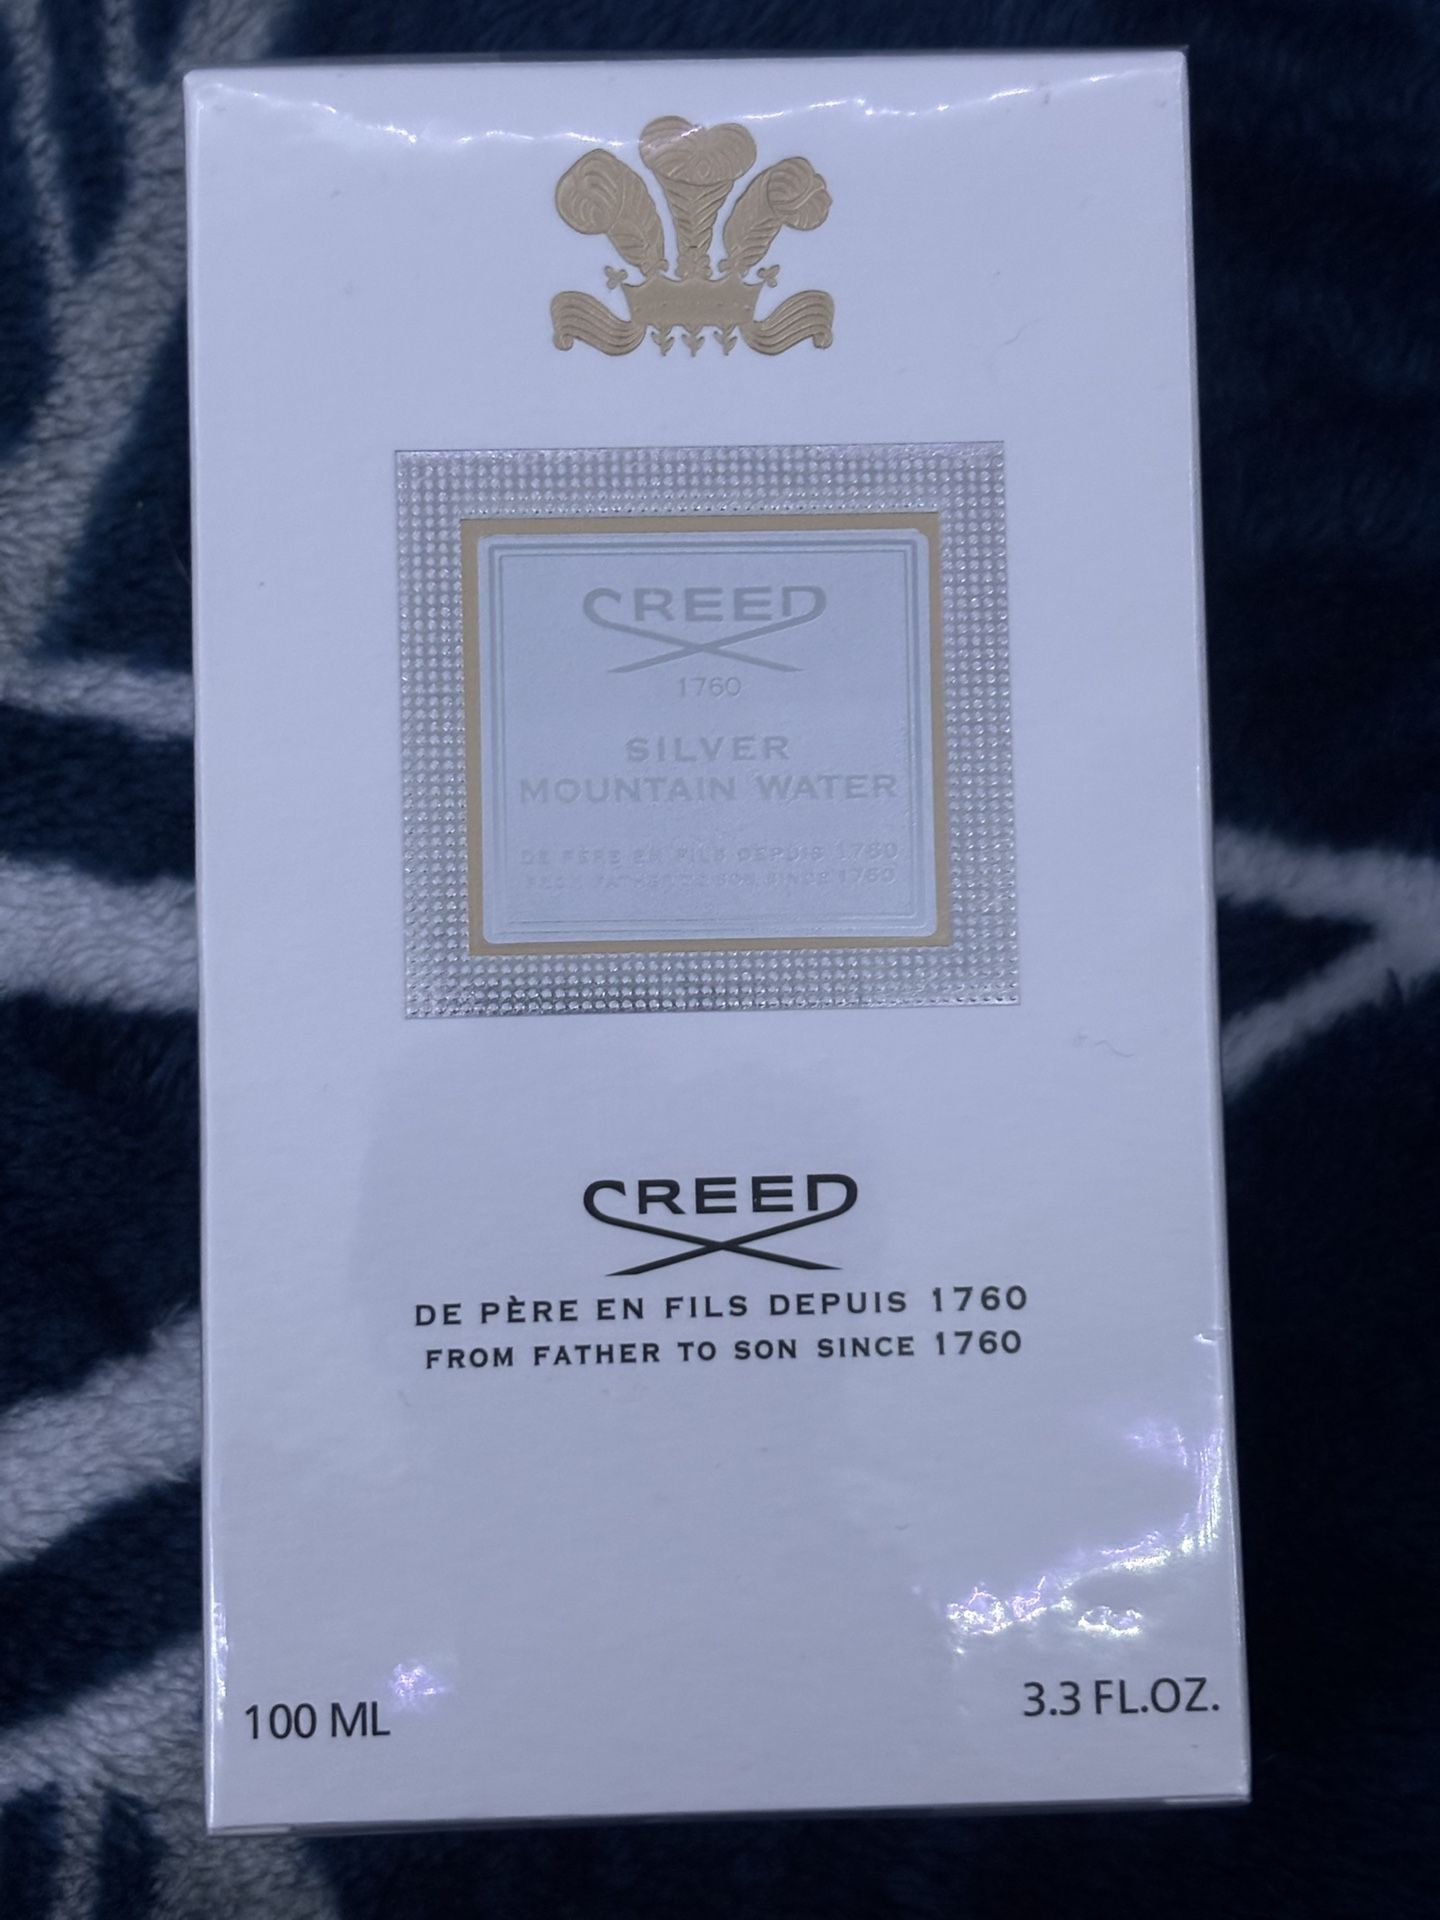 CREED
1760
SILVER
MOUNTAIN WATER
DE PÈRE EN FILS DEPUIS 1760
FROM FATHER TO SON SINCE 1760
CREED
DE PÈRE EN FILS DEPUIS 1760
FROM FATHER TO SON SINCE 1760
100 ML
3.3 FL.OZ.